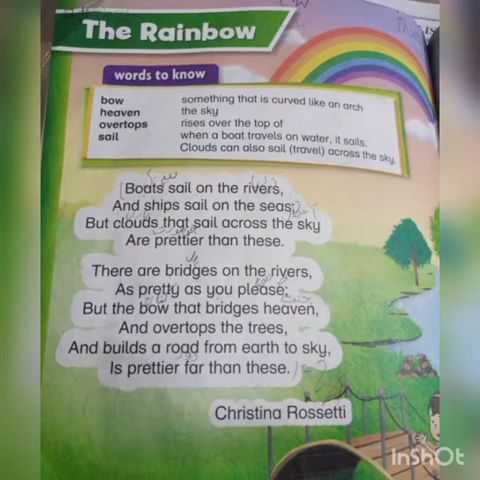 The Rainbow
words to know
bow something that is curved like an arch
heaven the sky
overtops rises over the top of
sail when a boat travels on water, it sails.
Clouds can also sail (travel) across the sky.
(Boats sail on the rivers,
And ships sail on the seas;
But clouds that sail across the sky
Are prettier than these.
There are bridges on the rivers,
As pretty as you please;
But the bow that bridges heaven,
And overtops the trees,
And builds a road from earth to sky,
Is prettier far than these.
Christina Rossetti
InShOt